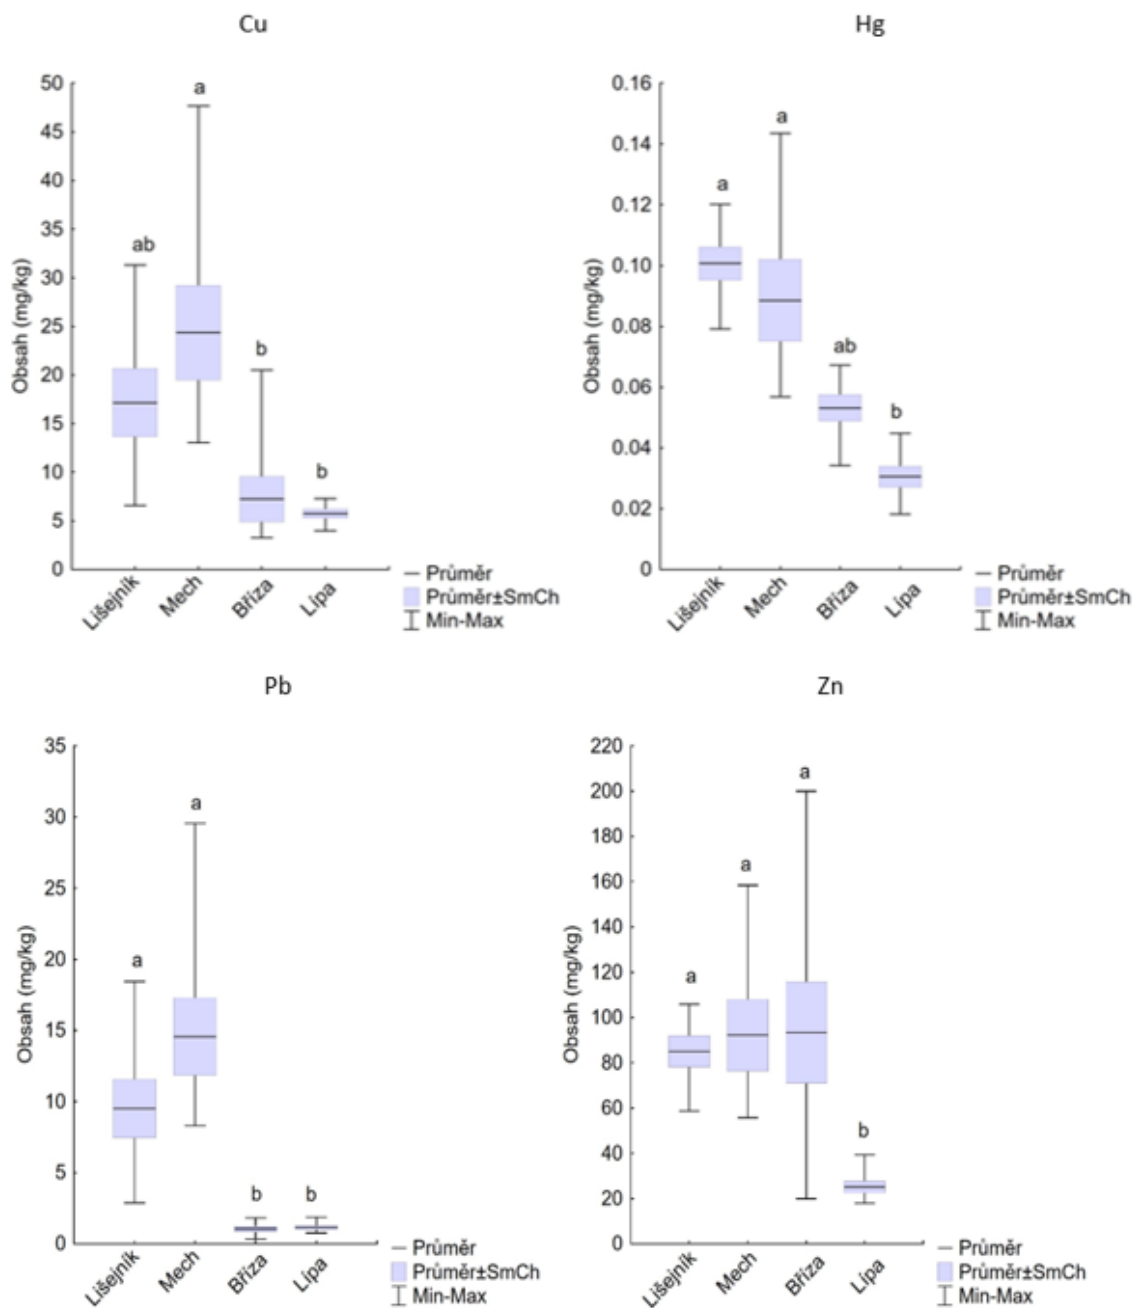 Cu
50
45
40
35
30
25
20
15
10
5
0
Obsah (mg/kg)
ab
a
b
b
Lišejník
Mech
Bříza
Lípa
Průměr
Průměr±SmCh
Min-Max
Hg
0.16
0.14
0.12
0.10
0.08
0.06
0.04
0.02
0
Obsah (mg/kg)
a
a
ab
b
Lišejník
Mech
Bříza
Lípa
Průměr
Průměr±SmCh
Min-Max
Pb
35
30
25
20
15
10
5
0
Obsah (mg/kg)
a
a
b
b
Lišejník
Mech
Bříza
Lípa
Průměr
Průměr±SmCh
Min-Max
Zn
220
200
180
160
140
120
100
80
60
40
20
0
Obsah (mg/kg)
a
a
a
b
Lišejník
Mech
Bříza
Lípa
Průměr
Průměr±SmCh
Min-Max